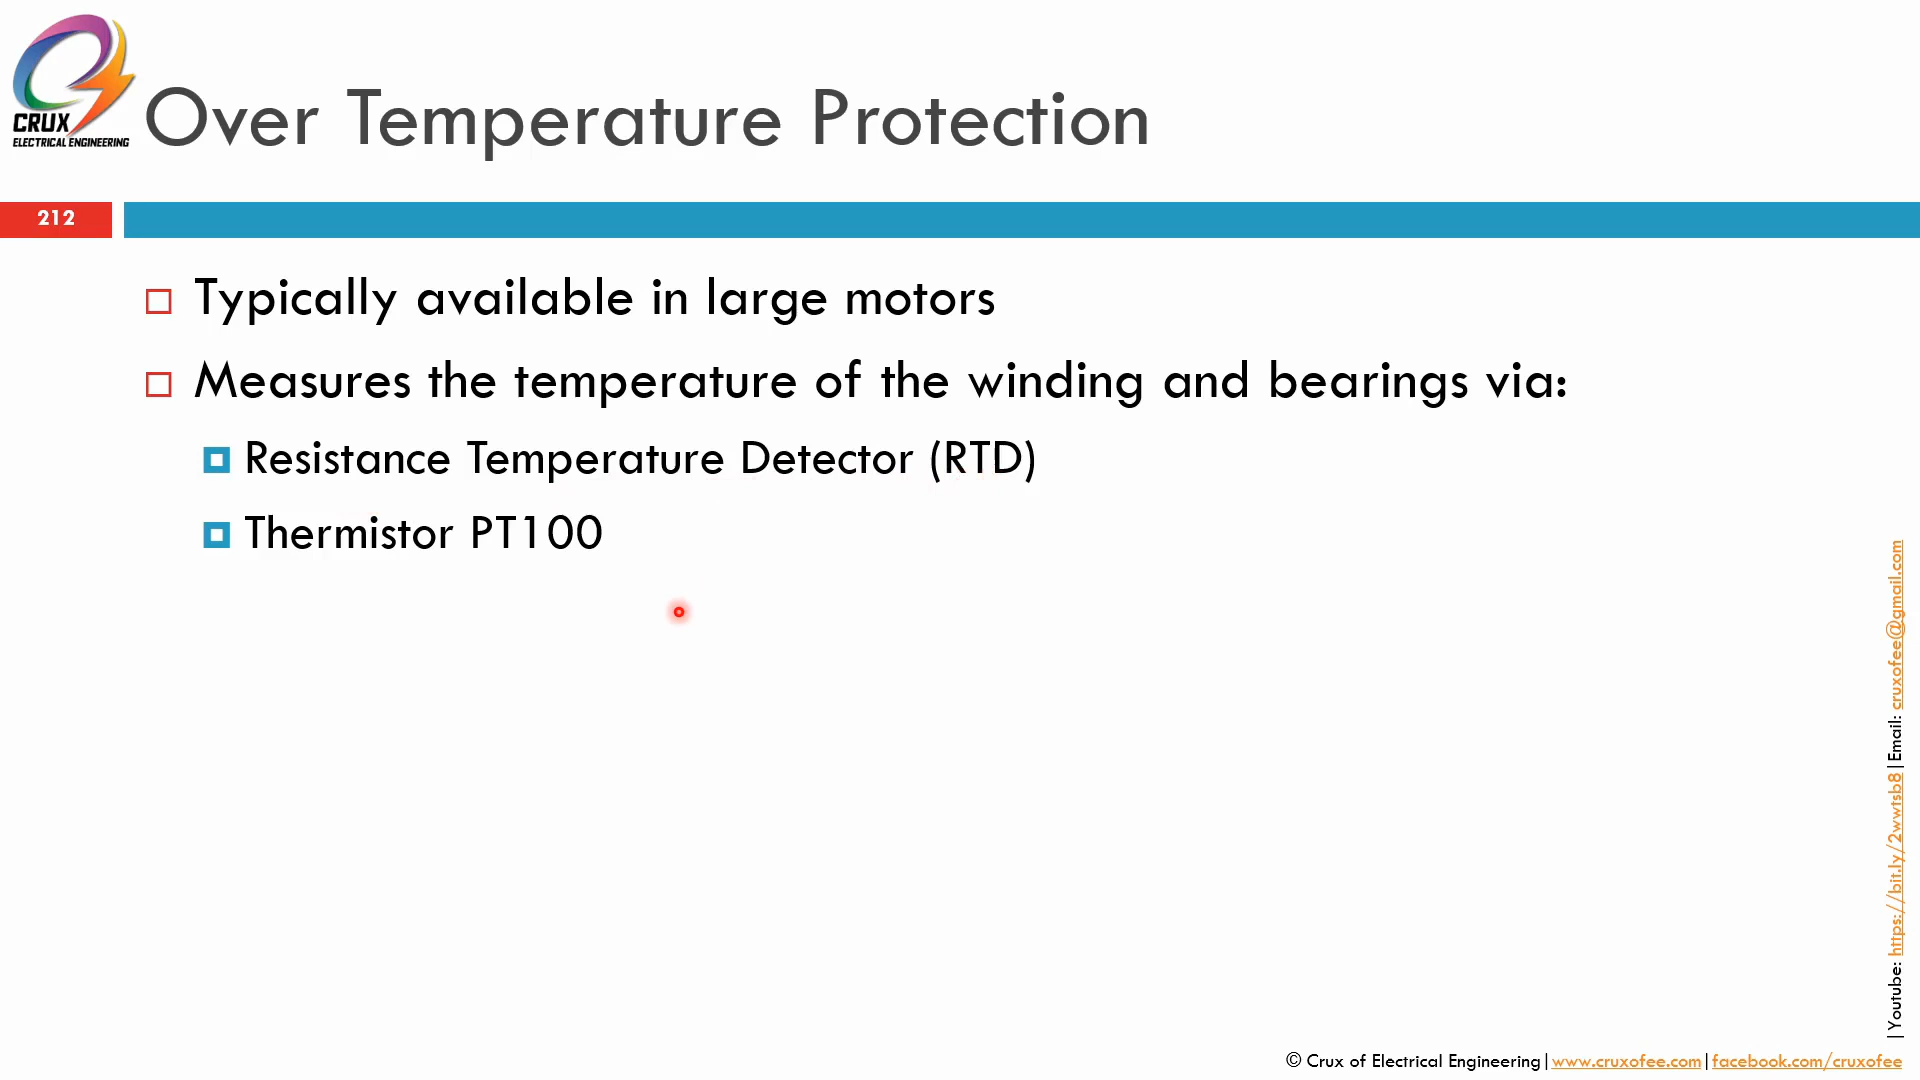 CRUX
ELECTRICAL ENGINEERING
Over Temperature Protection
212
Typically available in large motors
Measures the temperature of the winding and bearings via:
Resistance Temperature Detector (RTD)
Thermistor PT100
|Youtube: https://bit.ly/2wwtsb8|Email: cruxofee@gmail.com
© Crux of Electrical Engineering|www.cruxofee.com|facebook.com/cruxofee